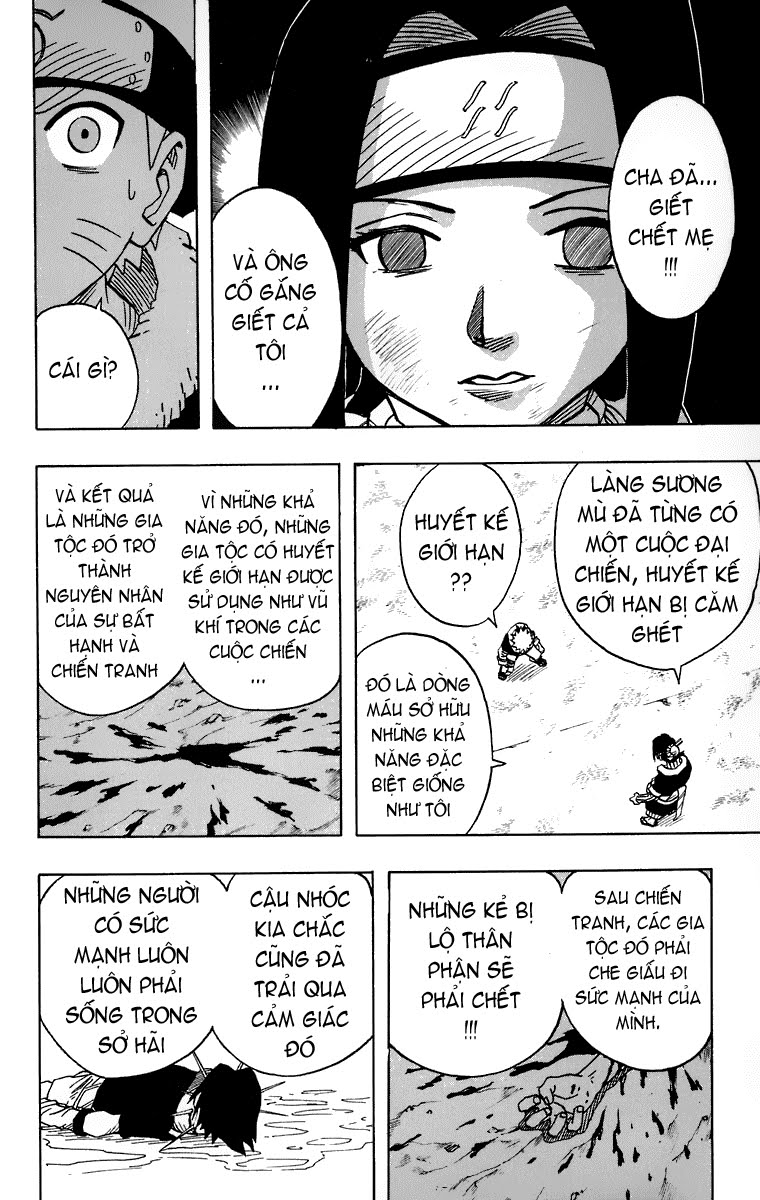 CHA ĐÃ...
GIẾT
CHẾT MẸ
!!!
VÀ ÔNG
CỐ GẮNG
GIẾT CẢ
TÔI
...
CÁI GÌ?
LÀNG SƯƠNG
MÙ ĐÃ TỪNG CÓ
MỘT CUỘC ĐẠI
CHIẾN, HUYẾT KẾ
GIỚI HẠN BỊ CĂM
GHÉT
HUYẾT KẾ
GIỚI HẠN
??
ĐÓ LÀ DÒNG
MÁU SỞ HỮU
NHỮNG KHẢ
NĂNG ĐẶC
BIỆT GIỐNG
NHƯ TÔI
VÌ NHỮNG KHẢ
NĂNG ĐÓ, NHỮNG
GIA TỘC CÓ HUYẾT
KẾ GIỚI HẠN ĐƯỢC
SỬ DỤNG NHƯ VŨ
KHÍ TRONG CÁC
CUỘC CHIẾN
...
VÀ KẾT QUẢ
LÀ NHỮNG GIA
TỘC ĐÓ TRỞ
THÀNH
NGUYÊN NHÂN
CỦA SỰ BẤT
HẠNH VÀ
CHIẾN TRANH
SAU CHIẾN
TRANH, CÁC GIA
TỘC ĐÓ PHẢI
CHE GIẤU ĐI
SỨC MẠNH CỦA
MÌNH.
NHỮNG KẺ BỊ
LỘ THÂN
PHẬN SẼ
PHẢI CHẾT
!!!
CẬU NHÓC
KIA CHẮC
CŨNG ĐÃ
TRẢI QUA
CẢM GIÁC
ĐÓ
NHỮNG NGƯỜI
CÓ SỨC
MẠNH LUÔN
LUÔN PHẢI
SỐNG TRONG
SỞ HÃI